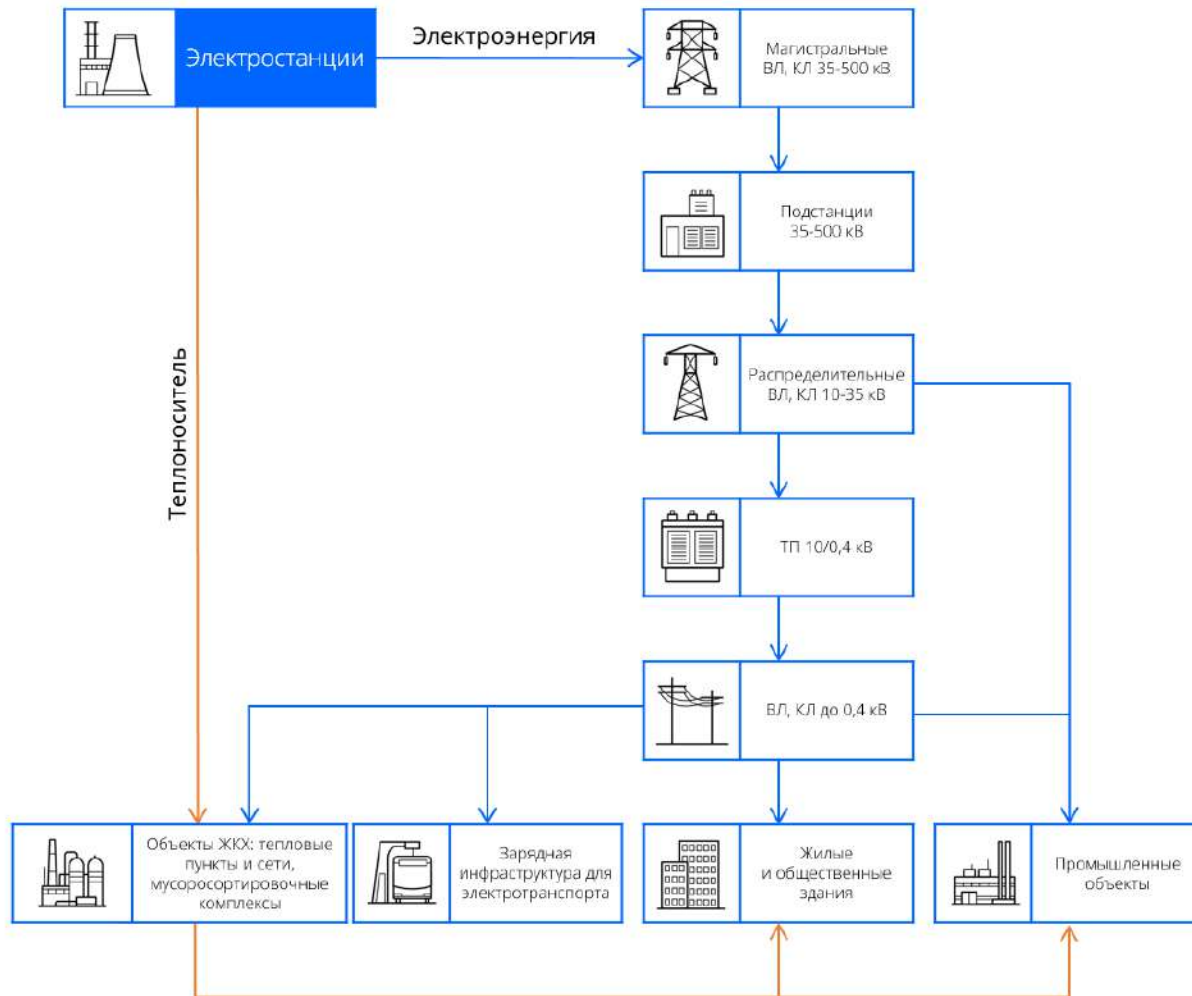 Электростанции
Электроэнергия
Магистральные
ВЛ, КЛ 35-500 кВ
Подстанции
35-500 кВ
Теплоноситель
Распределительные
ВЛ, КЛ 10-35 кВ
ТП 10/0,4 кВ
ВЛ, КЛ до 0,4 кВ
Объекты ЖКХ: тепловые
пункты и сети,
мусоросортировочные
комплексы
Зарядная
инфраструктура для
электротранспорта
Жилые
и общественные
здания
Промышленные
объекты